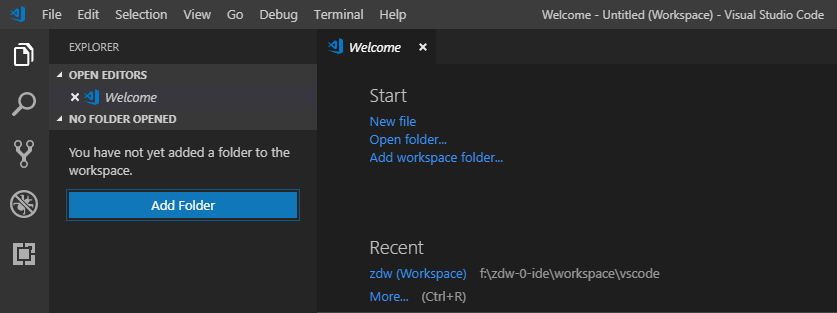 File Edit Selection View Go Debug Terminal Help Welcome - Untitled (Workspace) - Visual Studio Code
EXPLORER
Welcome
OPEN EDITORS
Welcome
NO FOLDER OPENED
You have not yet added a folder to the
workspace.
Add Folder
Start
New file
Open folder...
Add workspace folder...
Recent
zdw (Workspace) f:\zdw-0-ide\workspace\vscode
More... (Ctrl+R)